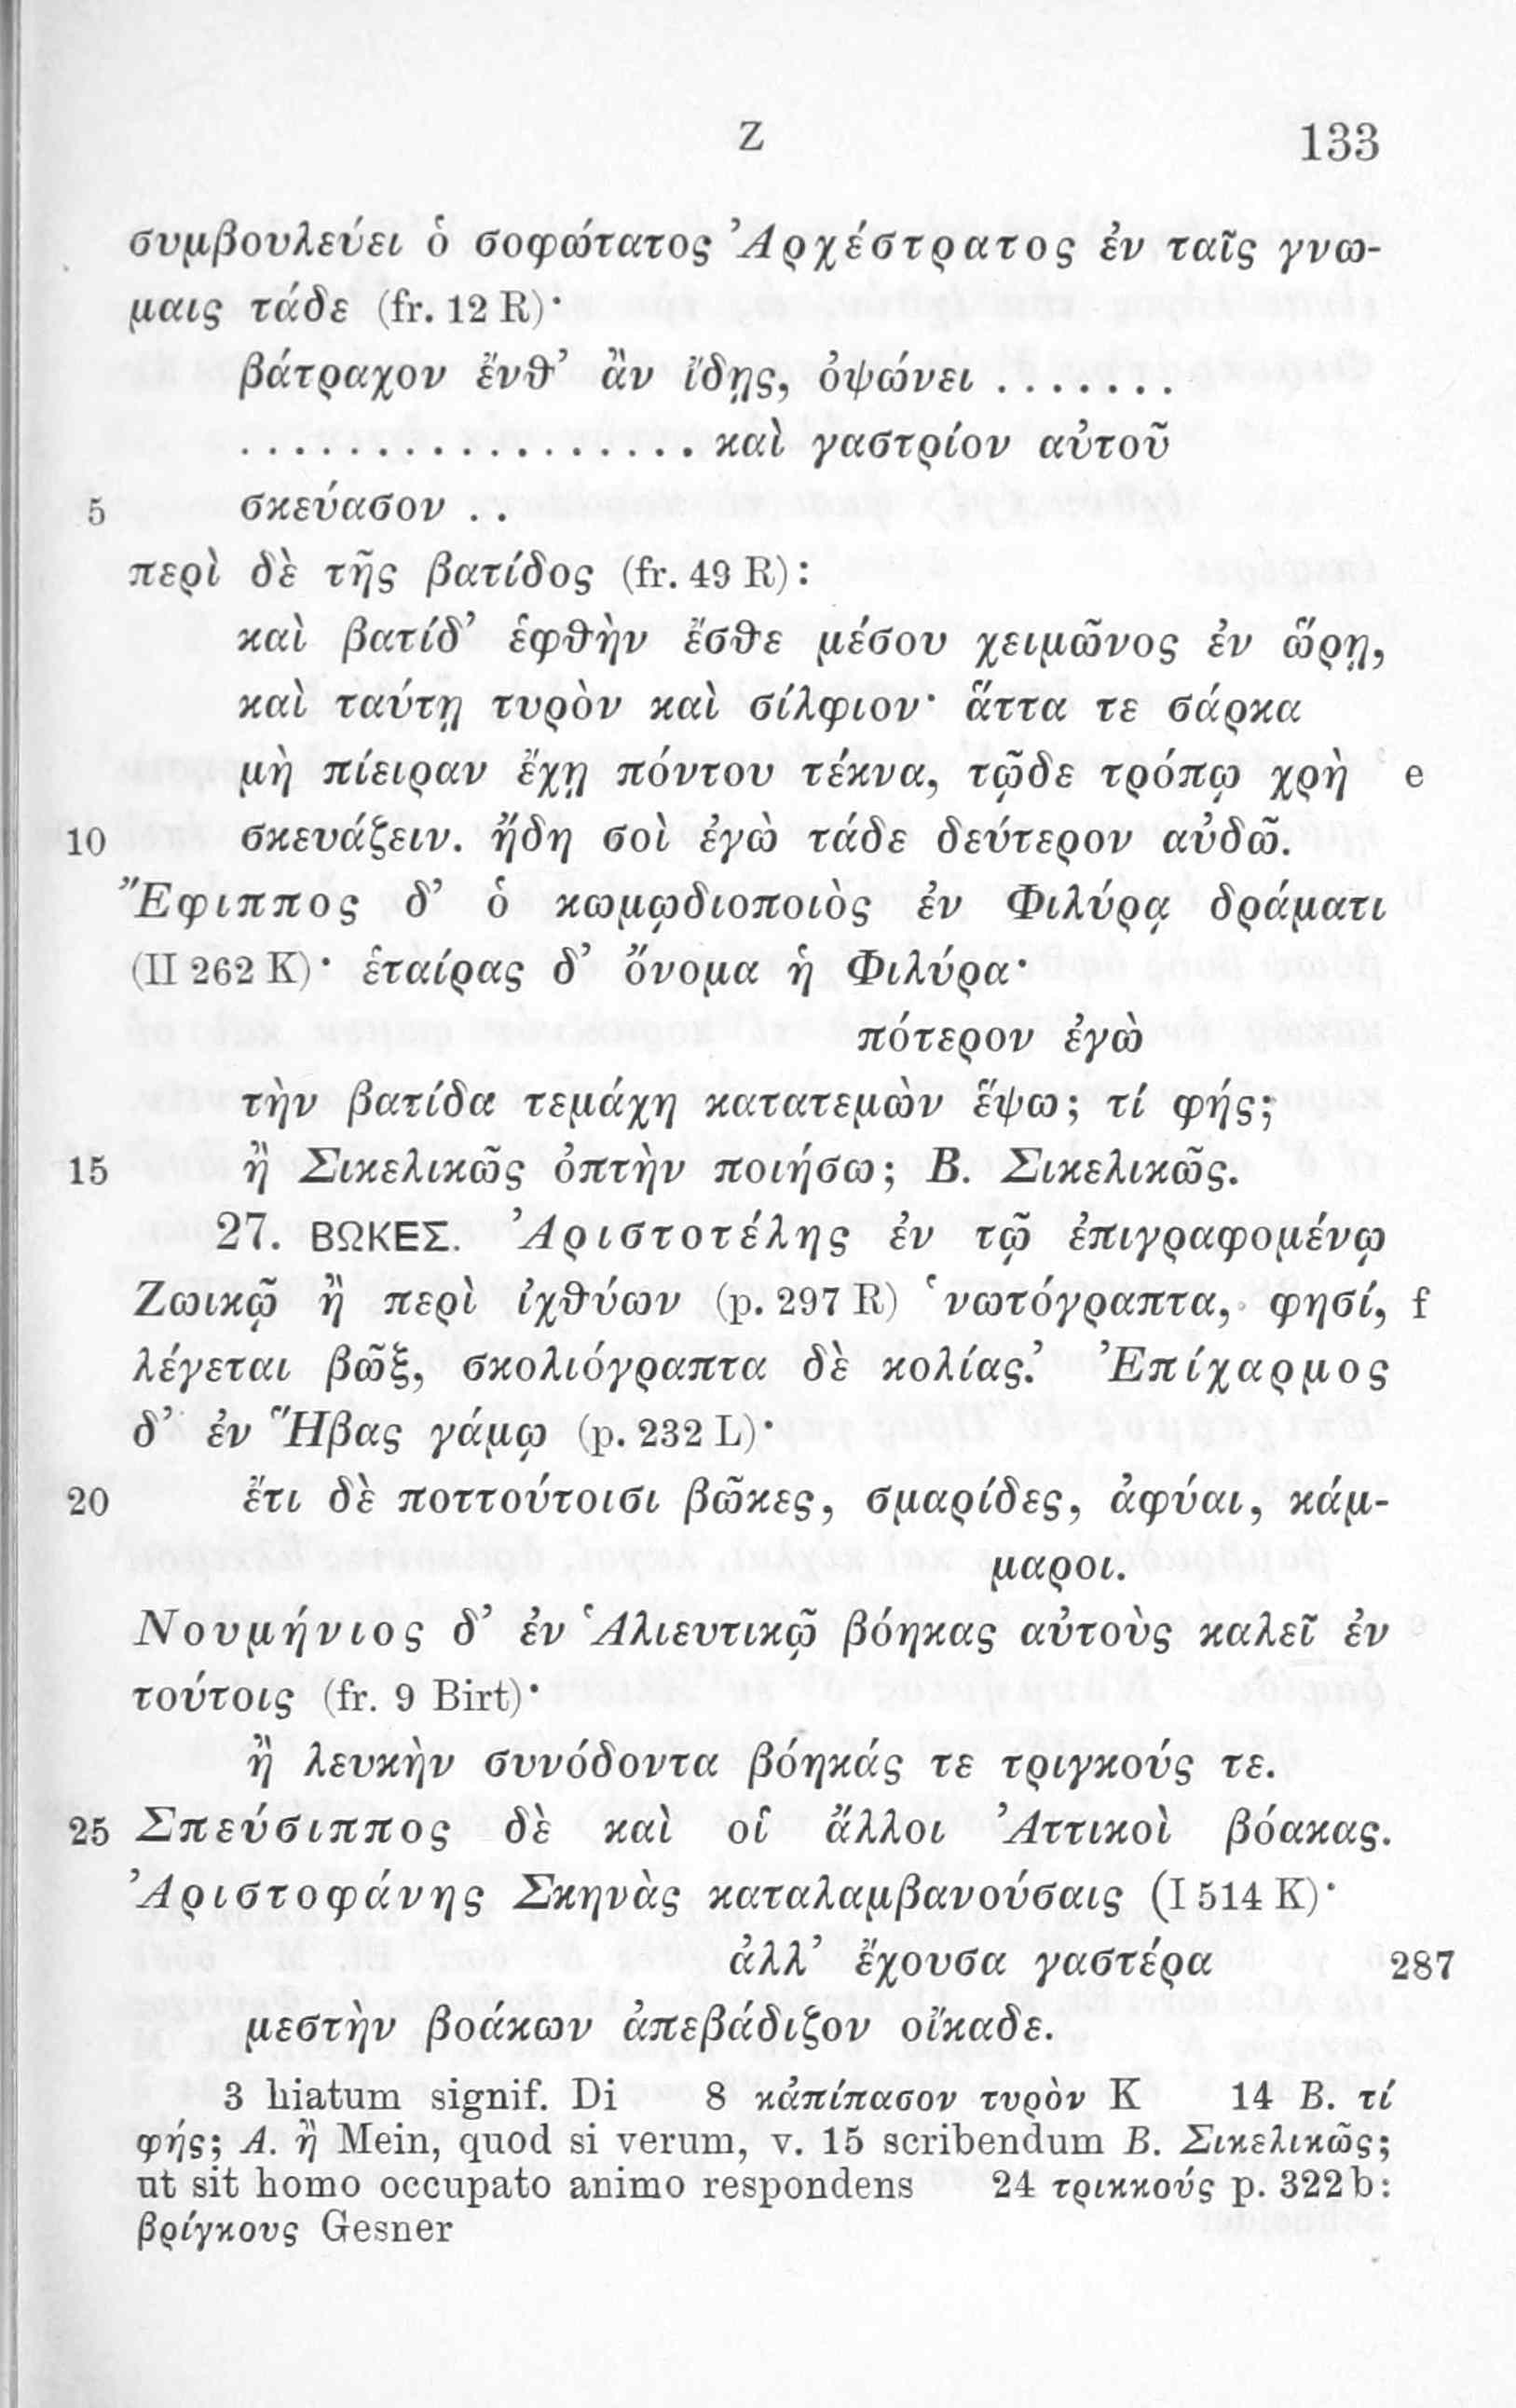 Z 133
συμβουλεύει ὁ σοφώτατος Ἀρχέστρατος ἐν ταῖς γνω-
μαις τάδε (fr. 12 R)·
βάτραχον ἔνθ’ ἂν ἴδῃς, ὀψώνει . . . . . . .
. . . . . . . . . . . . . . . . . καὶ γαστρίον αὐτοῦ
5 σκεύασον . .
περὶ δὲ τῆς βατίδος (fr. 49 R):
καὶ βατίδ’ ἑφθὴν ἔσθε μέσου χειμῶνος ἐν ὥρῃ,
καὶ ταύτῃ τυρὸν καὶ σίλφιον· ἅττα τε σάρκα
μὴ πίειραν ἔχῃ πόντου τέκνα, τῷδε τρόπῳ χρὴ e
10 σκευάζειν. ἤδη σοὶ ἐγὼ τάδε δεύτερον αὐδῶ.
Ἔφιππος δ’ ὁ κωμῳδιοποιὸς ἐν Φιλύρᾳ δράματι
(II 262 K)· ἑταίρας δ’ ὄνομα ἡ Φιλύρα·
πότερον ἐγὼ
τὴν βατίδα τεμάχη κατατεμὼν ἕψω; τί φής;
15 ἢ Σικελικῶς ὀπτὴν ποιήσω; Β. Σικελικῶς.
27. ΒΩΚΕΣ. Ἀριστοτέλης ἐν τῷ ἐπιγραφομένῳ
Ζωικῷ ἢ περὶ ἰχθύων (p. 297 R) ‘νωτόγραπτα, φησί, f
λέγεται βῶξ, σκολιόγραπτα δὲ κολίας.’ Ἐπίχαρμος
δ’ ἐν Ἥβας γάμῳ (p. 232 L)·
20 ἔτι δὲ ποττούτοισι βῶκες, σμαρίδες, ἀφύαι, κάμ-
μαροι.
Νουμήνιος δ’ ἐν Ἁλιευτικῷ βόηκας αὐτοὺς καλεῖ ἐν
τούτοις (fr. 9 Birt)·
ἢ λευκὴν συνόδοντα βόηκάς τε τριγκούς τε.
25 Σπεύσιππος δὲ καὶ οἱ ἄλλοι Ἀττικοὶ βόακας.
Ἀριστοφάνης Σκηνὰς καταλαμβανούσαις (I 514 K)·
ἀλλ’ ἔχουσα γαστέρα 287
μεστὴν βοάκων ἀπεβάδιζον οἴκαδε.
3 hiatum signif. Di 8 κἀπίπασον τυρὸν K 14 Β. τί
φής; Α. ἢ Mein, quod si verum, v. 15 scribendum Β. Σικελικῶς;
ut sit homo occupato animo respondens 24 τρικκούς p. 322 b:
βρίγκους Gesner